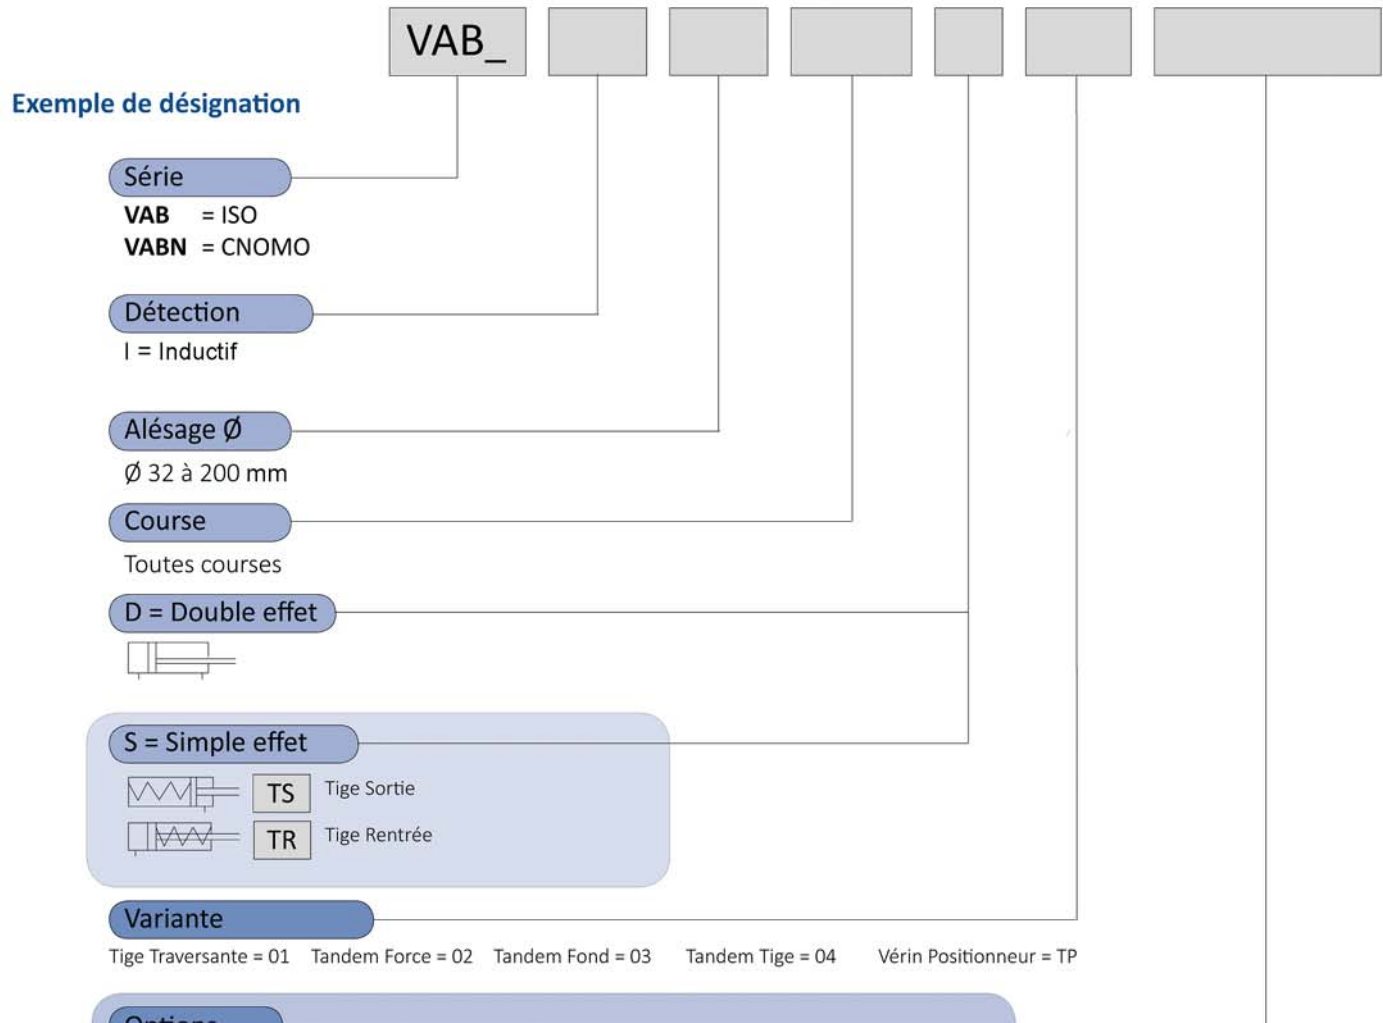 VAB_
Exemple de désignation
Série
VAB = ISO
VABN = CNOMO
Détection
I = Inductif
Alésage Ø
Ø 32 à 200 mm
Course
Toutes courses
D = Double effet
S = Simple effet
TS Tige Sortie
TR Tige Rentrée
Variante
Tige Traversante = 01 Tandem Force = 02 Tandem Fond = 03 Tandem Tige = 04 Vérin Positionneur = TP
Options